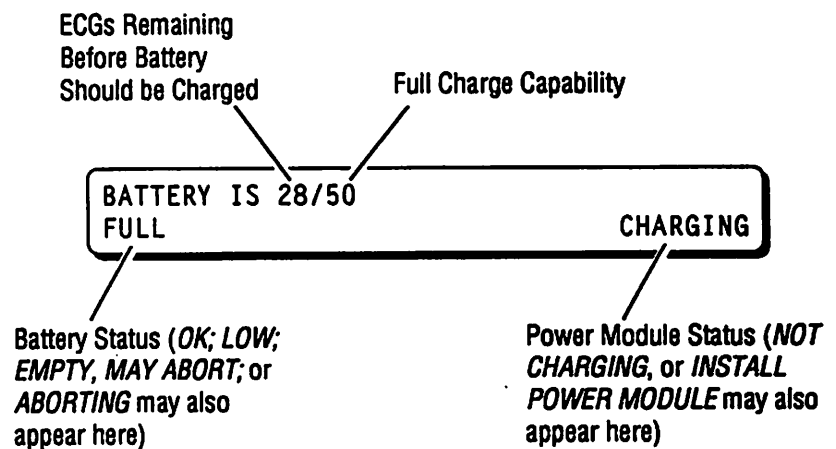 ECGs Remaining
Before Battery
Should be Charged
Full Charge Capability
BATTERY IS 28/50
FULL
CHARGING
Battery Status (OK; LOW;
EMPTY, MAY ABORT; or
ABORTING may also
appear here)
Power Module Status (NOT
CHARGING, or INSTALL
POWER MODULE may also
appear here)